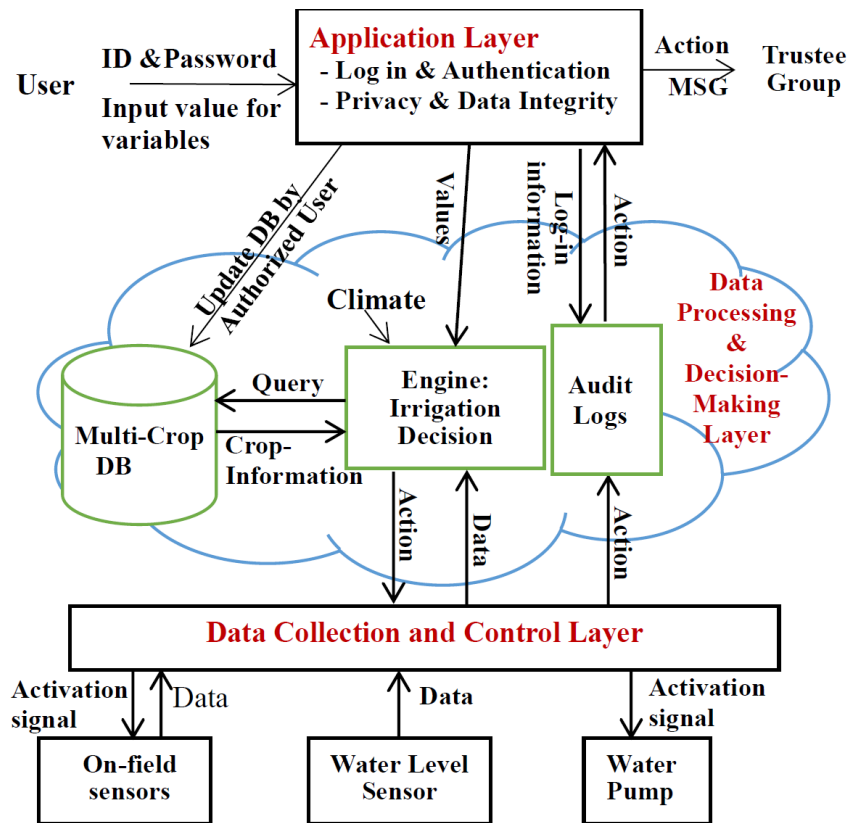 Application Layer
- Log in & Authentication
- Privacy & Data Integrity
User
ID &Password
Input value for
variables
Action
MSG
Trustee
Group
Update DB by
Authorized User
Values
Log-in
information
Action
Climate
Data
Processing
&
Decision-
Making
Layer
Multi-Crop
DB
Query
Crop-
Information
Engine:
Irrigation
Decision
Audit
Logs
Action
Data
Action
Data Collection and Control Layer
Activation
signal
Data
Data
Activation
signal
On-field
sensors
Water Level
Sensor
Water
Pump